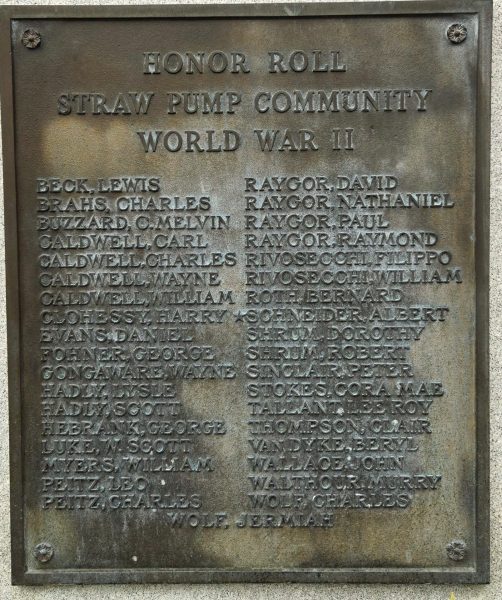 HONOR ROLL
STRAW PUMP COMMUNITY
WORLD WAR II
BECK, LEWIS
BRAHS, CHARLES
BUZZARD, C. MELVIN
CALDWELL, CARL
CALDWELL, CHARLES
CALDWELL, WAYNE
CALDWELL, WILLIAM
CLOHESSY, HARRY
EVANS, DANIEL
FOHNER, GEORGE
GONGAWARE, WAYNE
HADLY, LYSLE
HADLY, SCOTT
HEBRANK, GEORGE
LUKE, W. SCOTT
MYERS, WILLIAM
PEITZ, LEO
PEITZ, CHARLES
RAYGOR, DAVID
RAYGOR, NATHANIEL
RAYGOR, PAUL
RAYGOR, RAYMOND
RIVOSECCHI, FILIPPO
RIVOSECCHI, WILLIAM
ROTH, BERNARD
★SCHNEIDER, ALBERT
SHRUM, DOROTHY
SHRUM, ROBERT
SINCLAIR, PETER
STOKES, CORA MAE
TALLANT, LEE ROY
THOMPSON, CLAIR
VAN DYKE, BERYL
WALLACE, JOHN
WALTHOUR, MURRY
WOLF, CHARLES
WOLF, JERMIAH